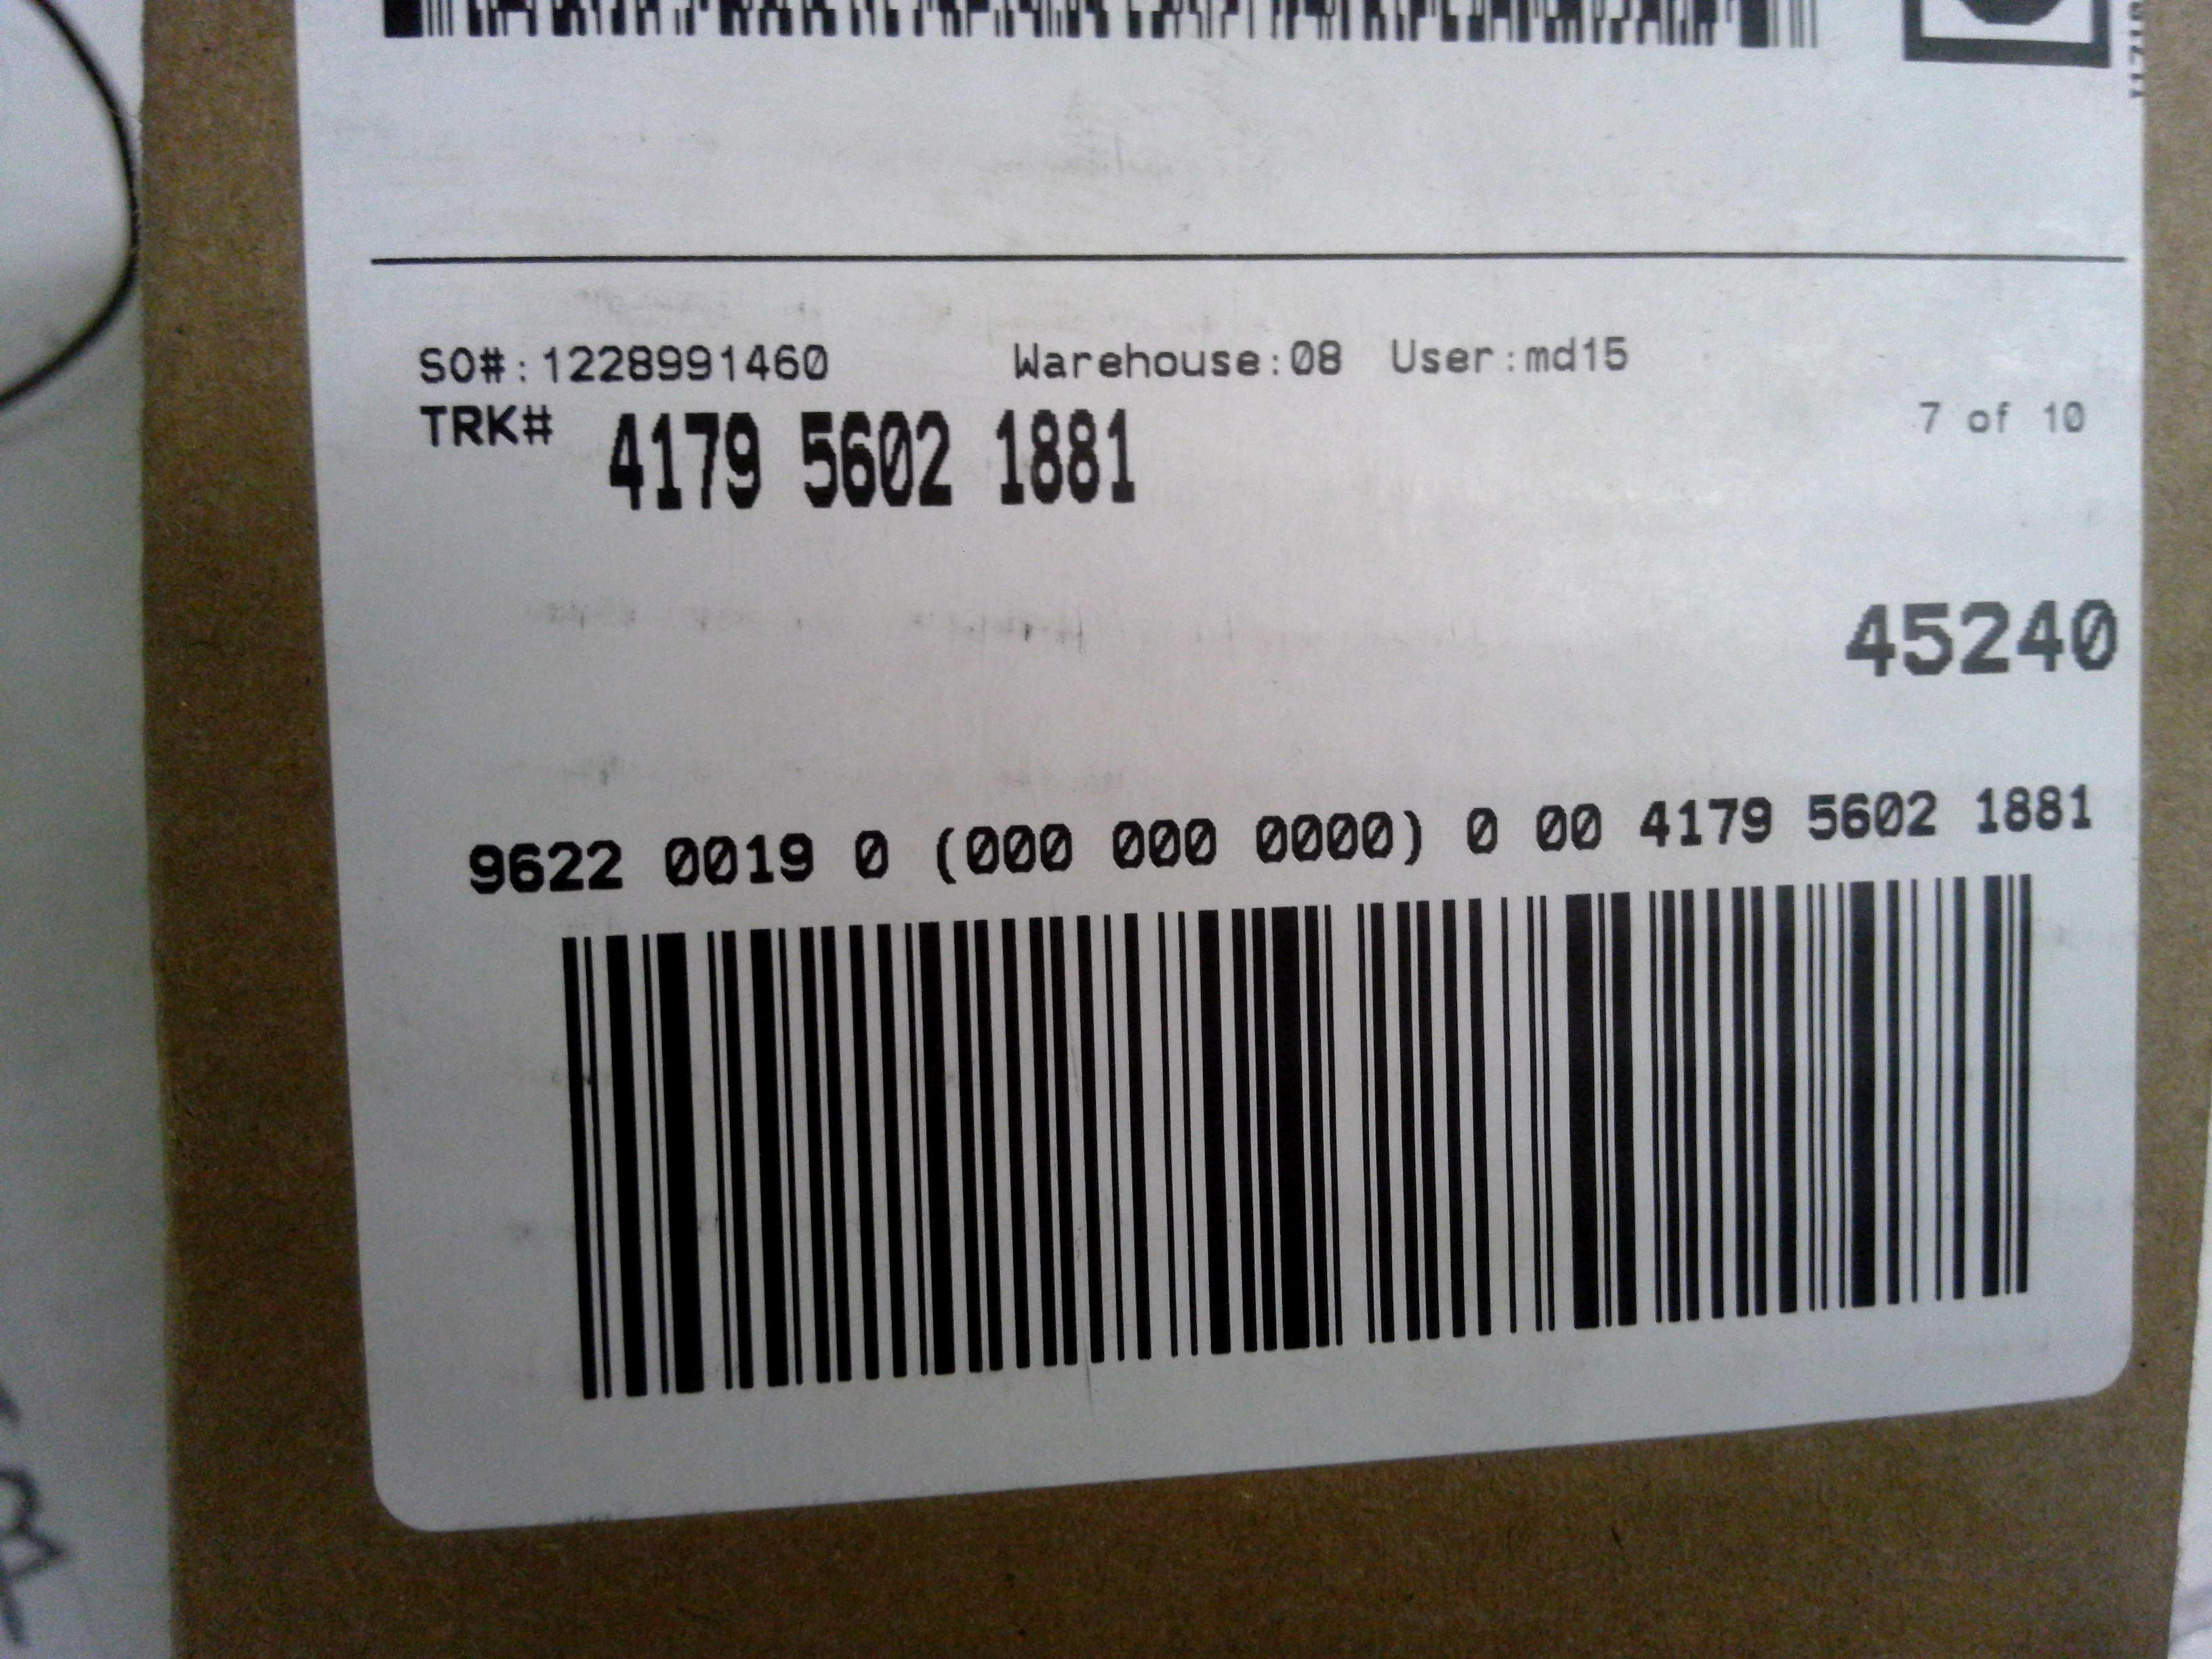 SO#:1228991460 Warehouse:08 User:md15
TRK# 4179 5602 1881 7 of 10
45240
9622 0019 0 (000 000 0000) 0 00 4179 5602 1881